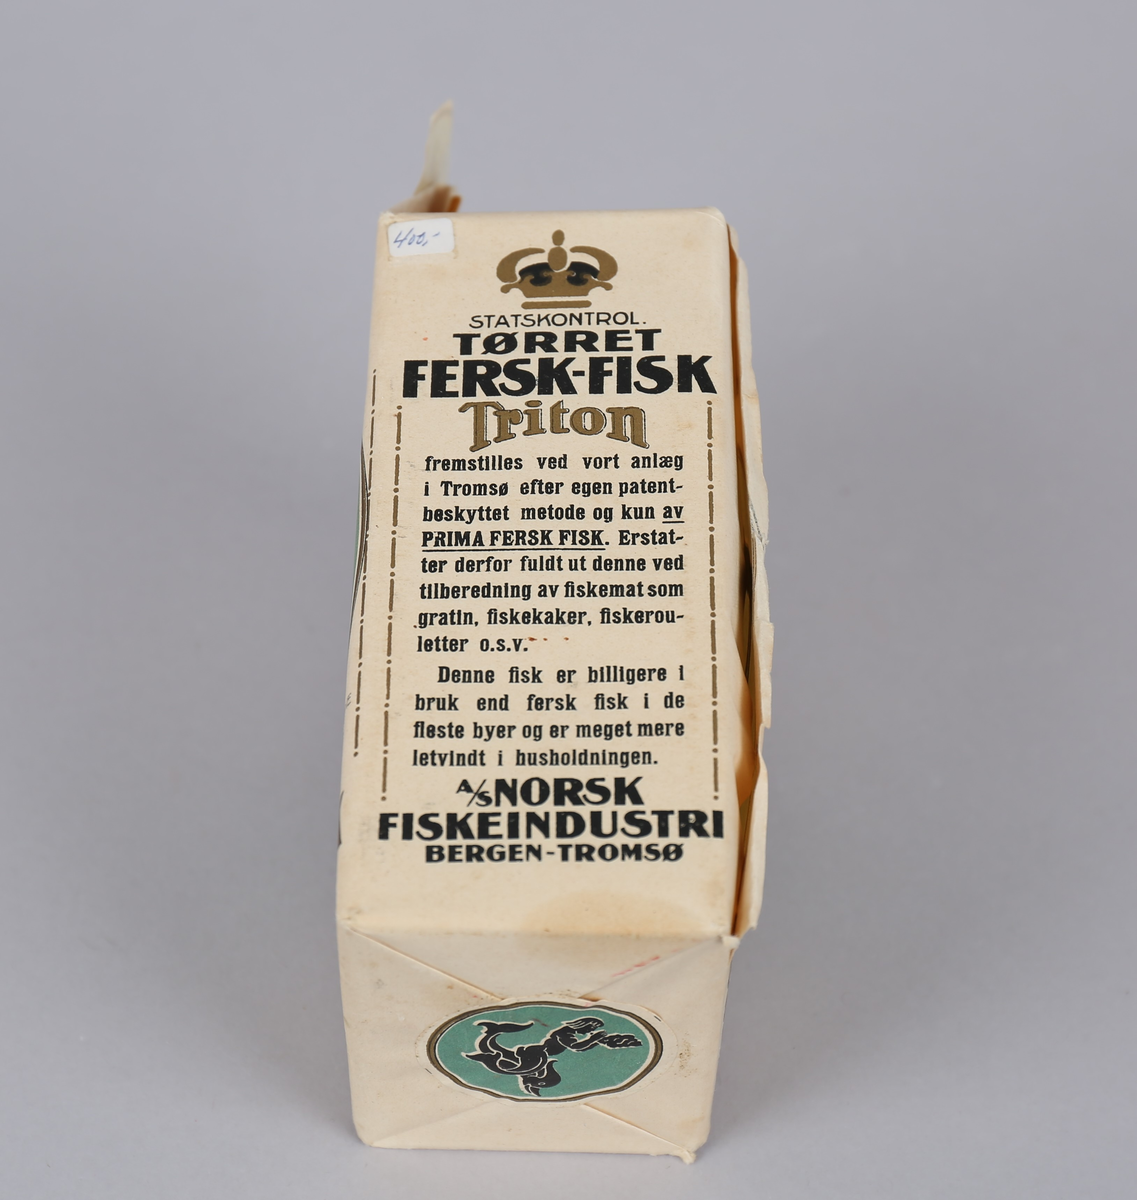 400,-
STATSKONTROL.
TØRRET
FERSK-FISK
Triton
fremstilles ved vort anlæg
i Tromsø efter egen patent-
beskyttet metode og kun av
PRIMA FERSK FISK. Erstat-
ter derfor fuldt ut denne ved
tilberedning av fiskemat som
gratin, fiskekaker, fiskerou-
letter o.s.v.
Denne fisk er billigere i
bruk end fersk fisk i de
fleste byer og er meget mere
letvindt i husholdningen.
A/S NORSK
FISKEINDUSTRI
BERGEN-TROMSØ